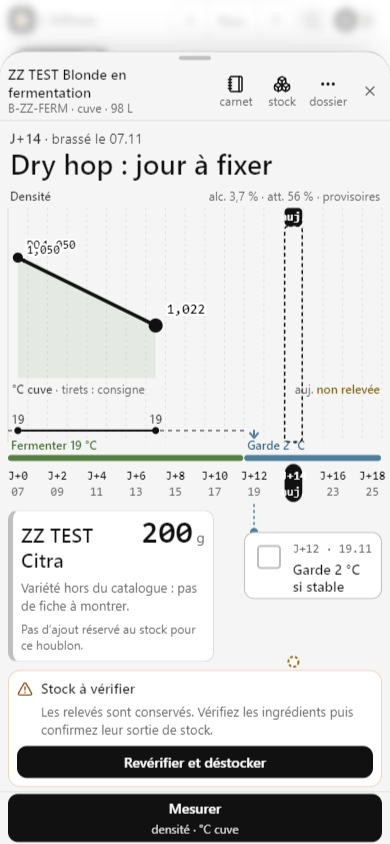 ZZ TEST Blonde en
fermentation
B-ZZ-FERM · cuve · 98 L
carnet
stock
dossier
J+14 · brassé le 07.11
Dry hop : jour à fixer
Densité
alc. 3,7 % · att. 56 % · provisoires
auj
1,050
1,022
°C cuve · tirets : consigne
auj. non relevée
19
19
Fermenter 19 °C
Garde 2 °C
J+0 J+2 J+4 J+6 J+8 J+10 J+12 J+16 J+18
07 09 11 13 15 17 19 auj 23 25
ZZ TEST
Citra
200 g
Variété hors du catalogue : pas
de fiche à montrer.
Pas d'ajout réservé au stock pour
ce houblon.
J+12 · 19.11
Garde 2 °C
si stable
Stock à vérifier
Les relevés sont conservés. Vérifiez les ingrédients puis
confirmez leur sortie de stock.
Revérifier et déstocker
Mesurer
densité · °C cuve